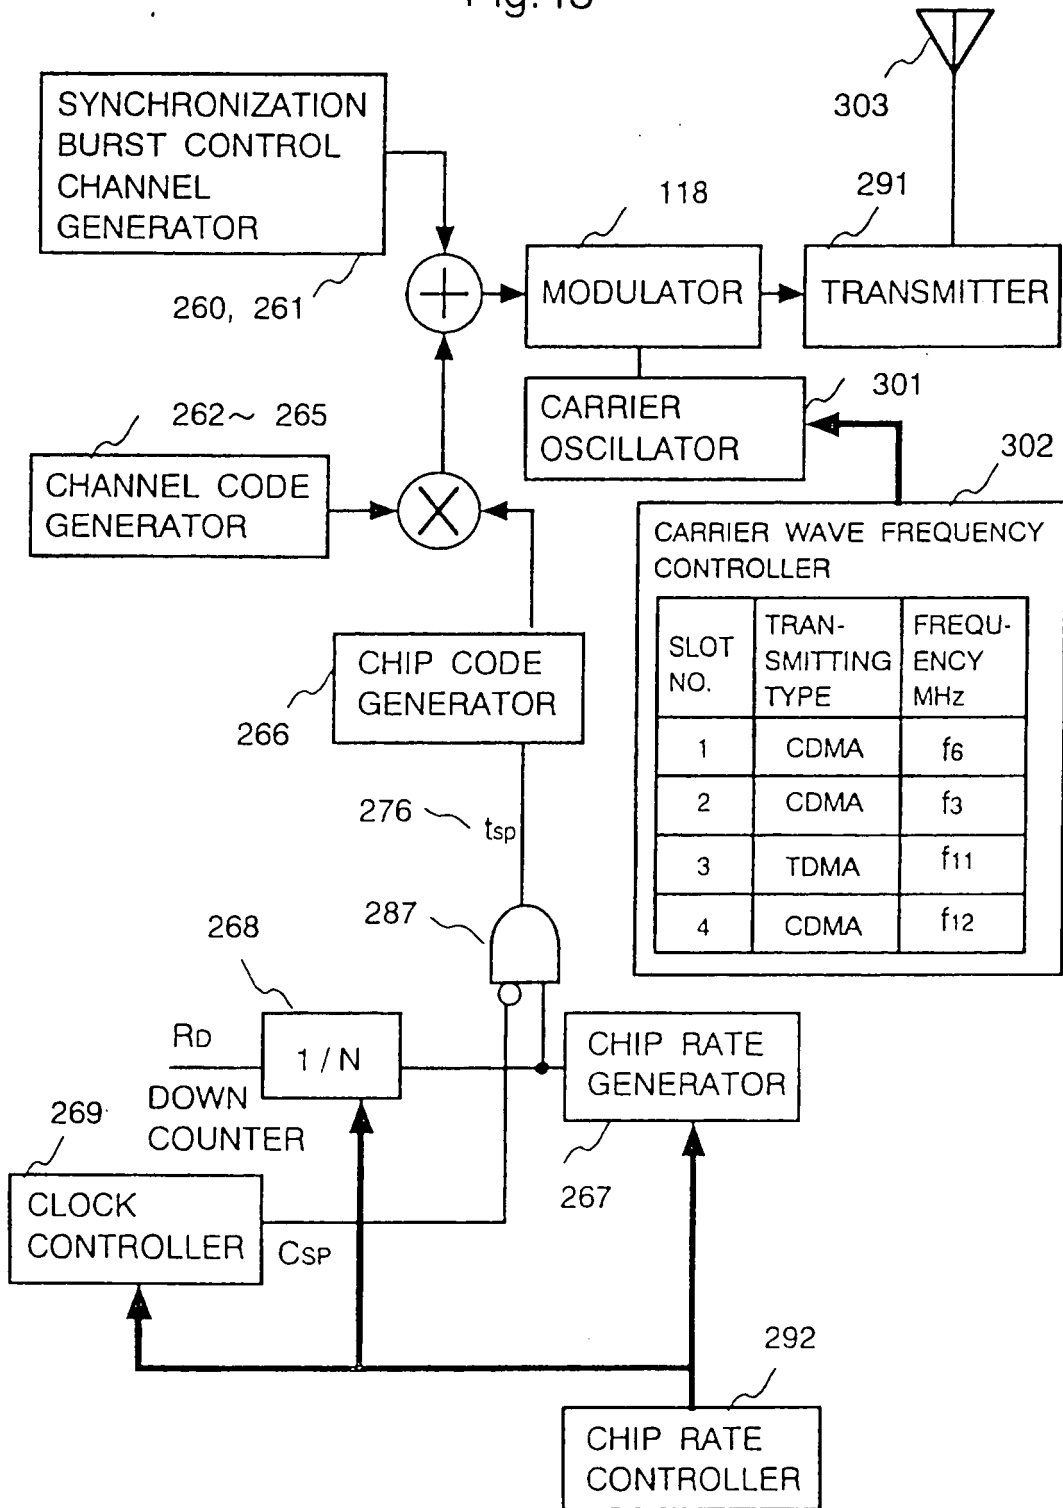 SYNCHRONIZATION
BURST CONTROL
CHANNEL
GENERATOR
260, 261
303
118
291
MODULATOR
TRANSMITTER
301
CARRIER
OSCILLATOR
262~ 265
CHANNEL CODE
GENERATOR
302
CARRIER WAVE FREQUENCY
CONTROLLER
SLOT
NO.
TRAN-
SMITTING
TYPE
FREQU-
ENCY
MHz
1 CDMA f6
2 CDMA f3
3 TDMA f11
4 CDMA f12
CHIP CODE
GENERATOR
266
276
tsp
287
268
RD
1 / N
DOWN
COUNTER
CHIP RATE
GENERATOR
267
269
CLOCK
CONTROLLER
CSP
292
CHIP RATE
CONTROLLER